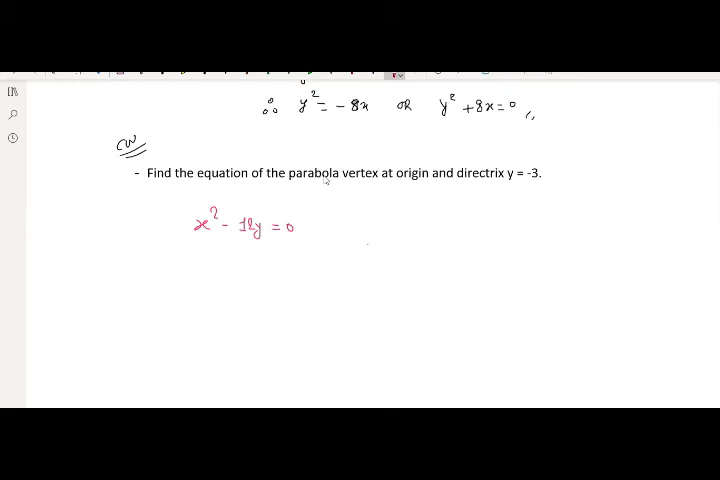 ∴ y² = - 8x OR y² + 8x = 0
CW
- Find the equation of the parabola vertex at origin and directrix y = -3.
x² - 12y = 0